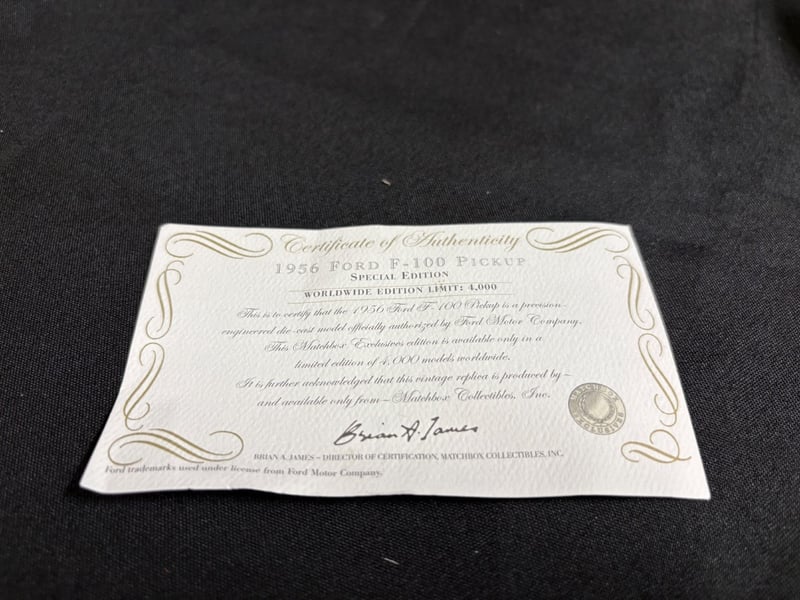 Certificate of Authenticity
1956 FORD F-100 PICKUP
SPECIAL EDITION
WORLDWIDE EDITION LIMIT: 4,000
This is to certify that the 1956 Ford F-100 Pickup is a precision-
engineered die-cast model officially authorized by Ford Motor Company.
This Matchbox Exclusives edition is available only in a
limited edition of 4,000 models worldwide.
It is further acknowledged that this vintage replica is produced by –
and available only from – Matchbox Collectibles, Inc.
Brian A. James
BRIAN A. JAMES – DIRECTOR OF CERTIFICATION, MATCHBOX COLLECTIBLES, INC.
Ford trademarks used under license from Ford Motor Company.
MATCHBOX